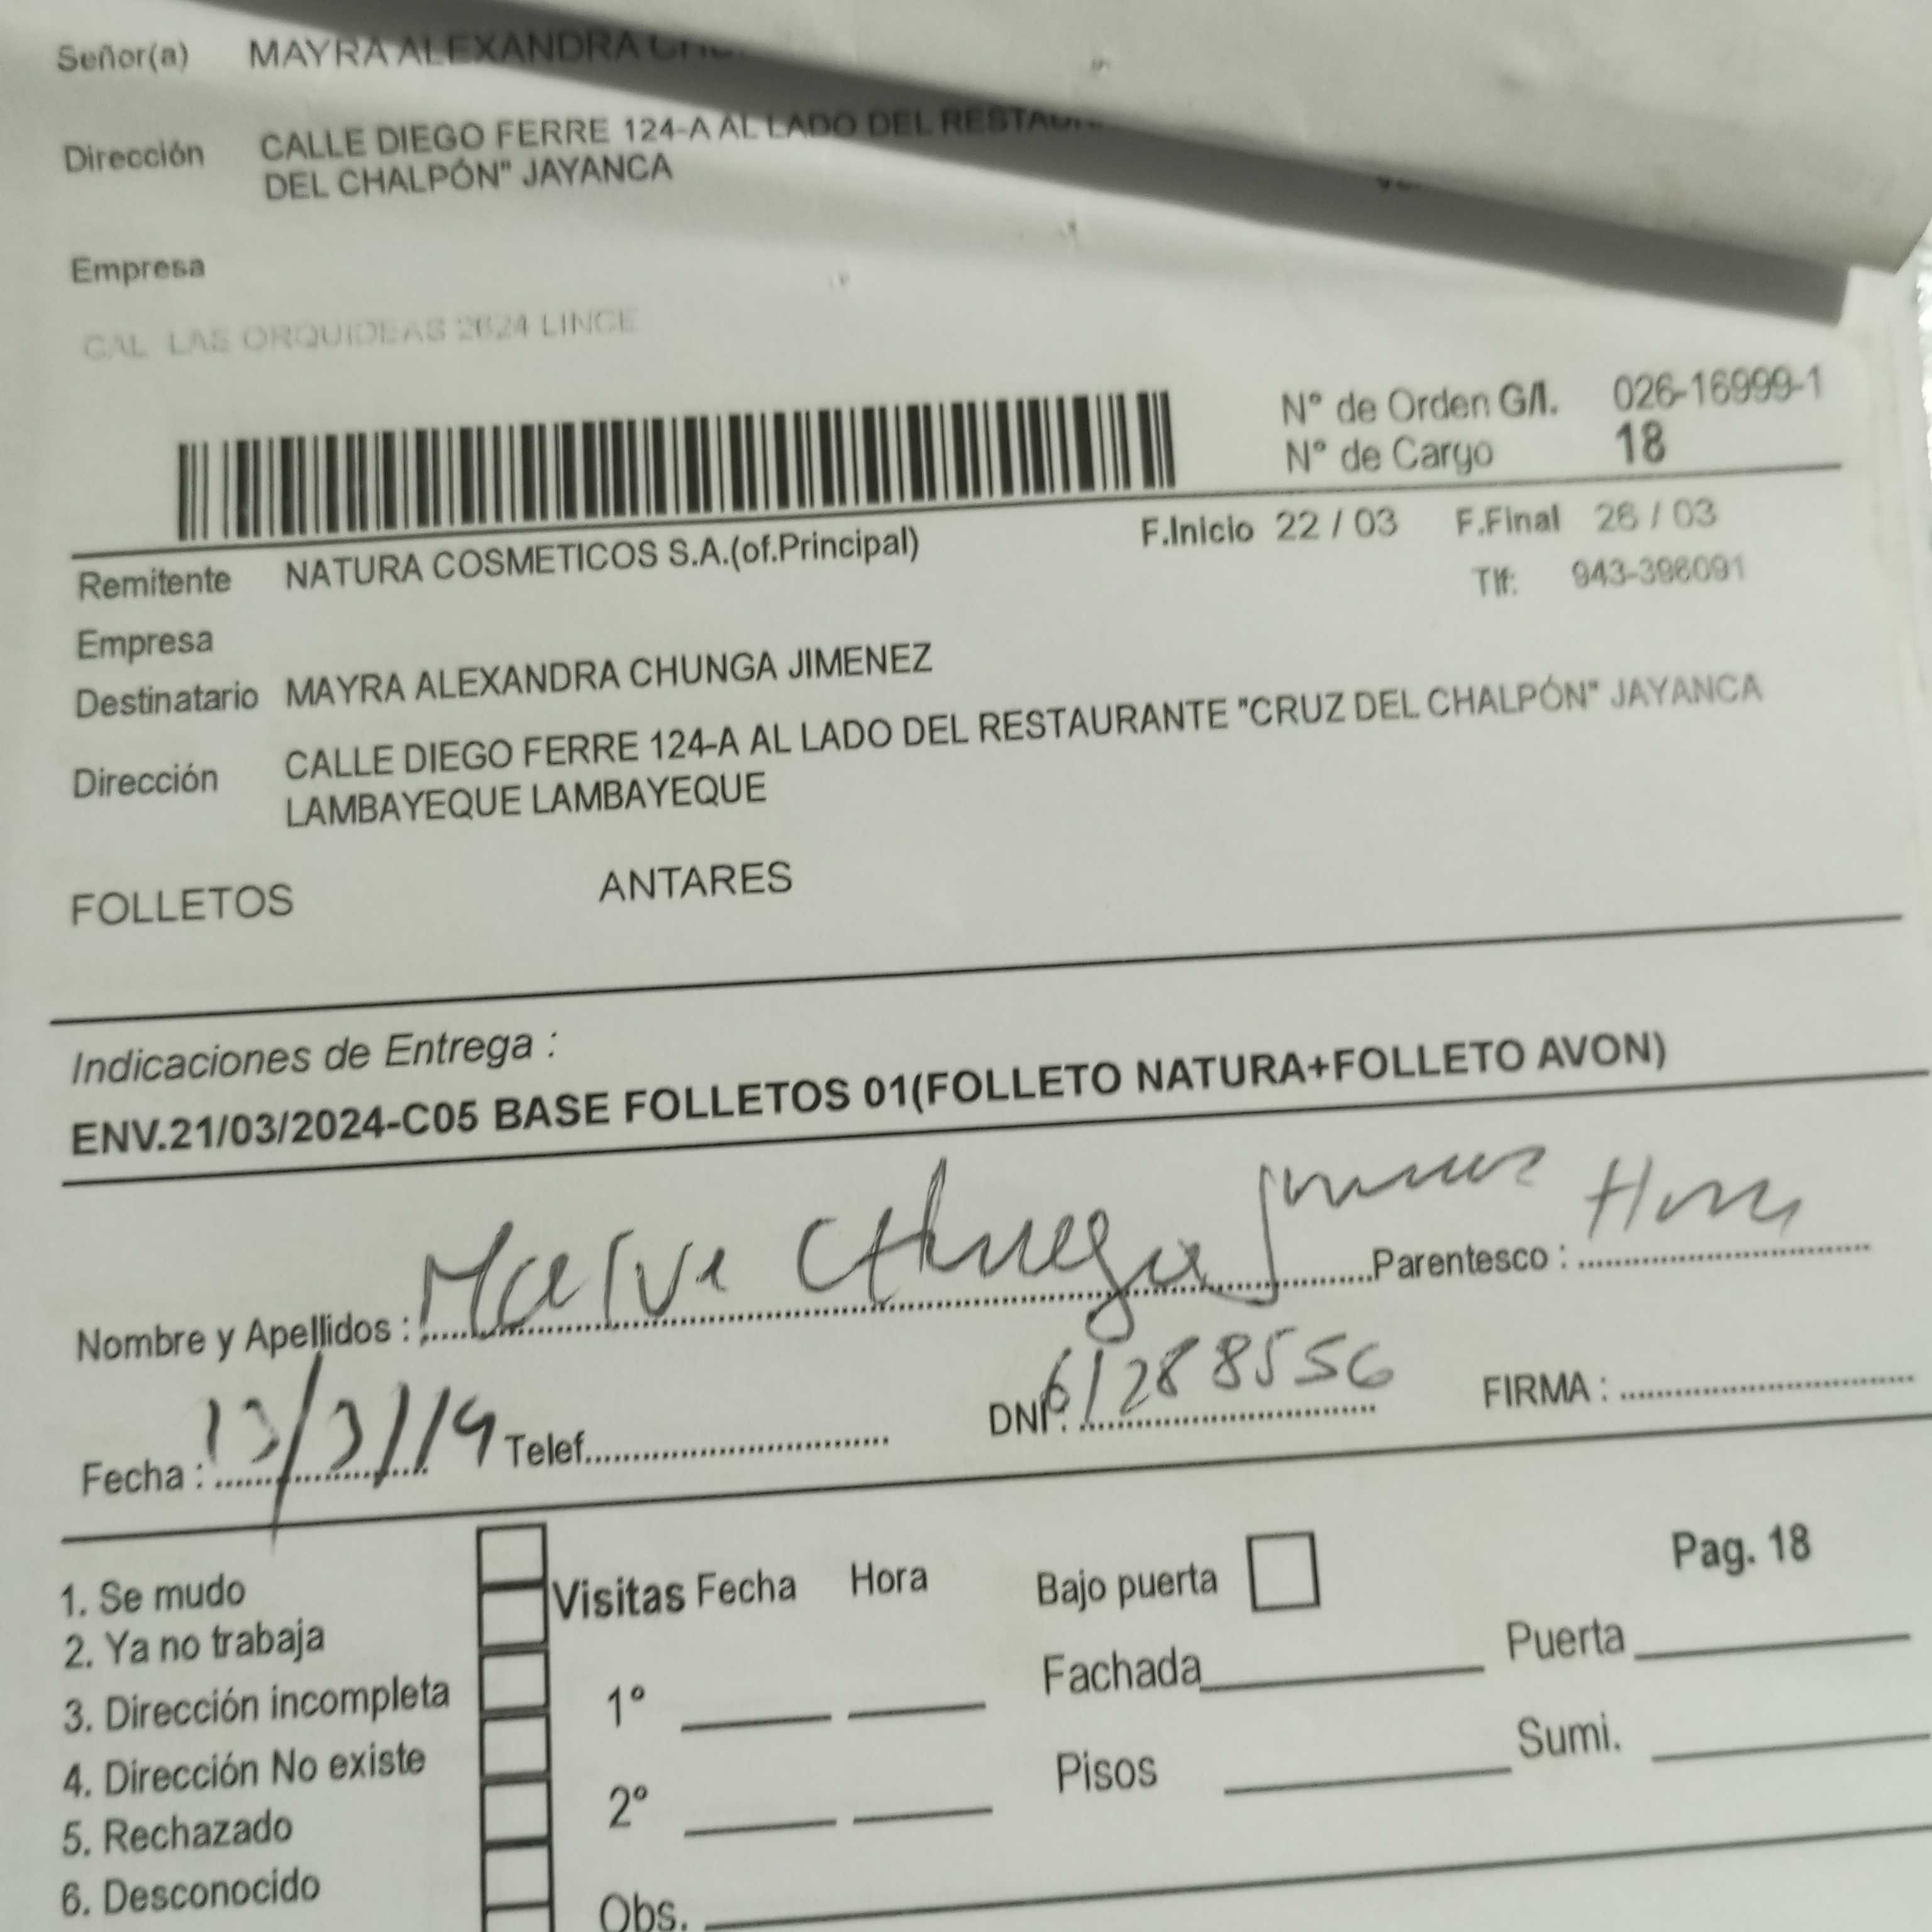 Señor(a) MAYRA ALEXANDRA
Dirección CALLE DIEGO FERRE 124-A AL LADO DEL
DEL CHALPÓN" JAYANCA
Empresa
CAL LAS ORQUIDEAS 2624 LINCE
N° de Orden G/I. 026-16999-1
N° de Cargo 18
F.Inicio 22 / 03 F.Final 26 / 03
Remitente NATURA COSMETICOS S.A.(of.Principal)
Tlf: 943-396091
Empresa
Destinatario MAYRA ALEXANDRA CHUNGA JIMENEZ
Dirección CALLE DIEGO FERRE 124-A AL LADO DEL RESTAURANTE "CRUZ DEL CHALPÓN" JAYANCA
LAMBAYEQUE LAMBAYEQUE
FOLLETOS ANTARES
Indicaciones de Entrega :
ENV.21/03/2024-C05 BASE FOLLETOS 01(FOLLETO NATURA+FOLLETO AVON)
Nombre y Apellidos : Chunga Jimenez Parentesco :
Fecha : Telef. DNI : 61288556 FIRMA :
1. Se mudo
2. Ya no trabaja
3. Dirección incompleta
4. Dirección No existe
5. Rechazado
6. Desconocido
Visitas Fecha Hora
1°
2°
Obs.
Bajo puerta
Pag. 18
Fachada Puerta
Pisos Sumi.